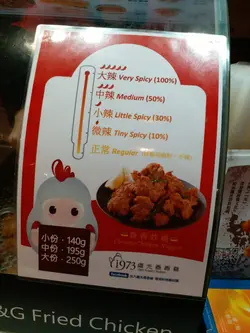 大辣 Very Spicy (100%)
中辣 Medium (50%)
小辣 Little Spicy (30%)
微辣 Tiny Spicy (10%)
正常 Regular
小份：140g
中份：195g
大份：250g
1973
&G Fried Chicken